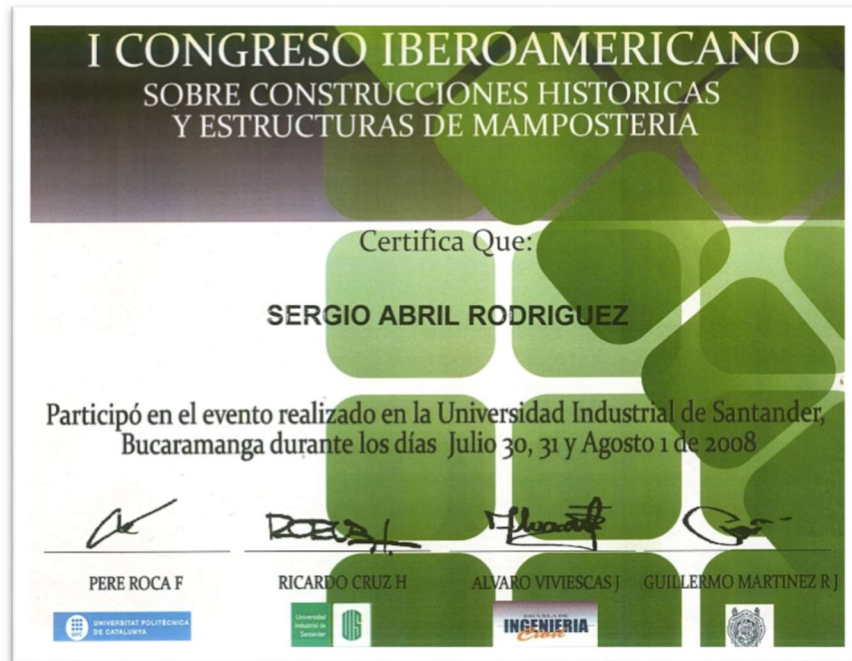 I CONGRESO IBEROAMERICANO
SOBRE CONSTRUCCIONES HISTORICAS
Y ESTRUCTURAS DE MAMPOSTERIA
Certifica Que:
SERGIO ABRIL RODRIGUEZ
Participó en el evento realizado en la Universidad Industrial de Santander,
Bucaramanga durante los días Julio 30, 31 y Agosto 1 de 2008
PERE ROCA F
RICARDO CRUZ H
ALVARO VIVIESCAS J
GUILLERMO MARTINEZ R J
UNIVERSITAT POLITÈCNICA
DE CATALUNYA
Universidad
Industrial de
Santander
UIS
ESCUELA DE
INGENIERIA
Civil